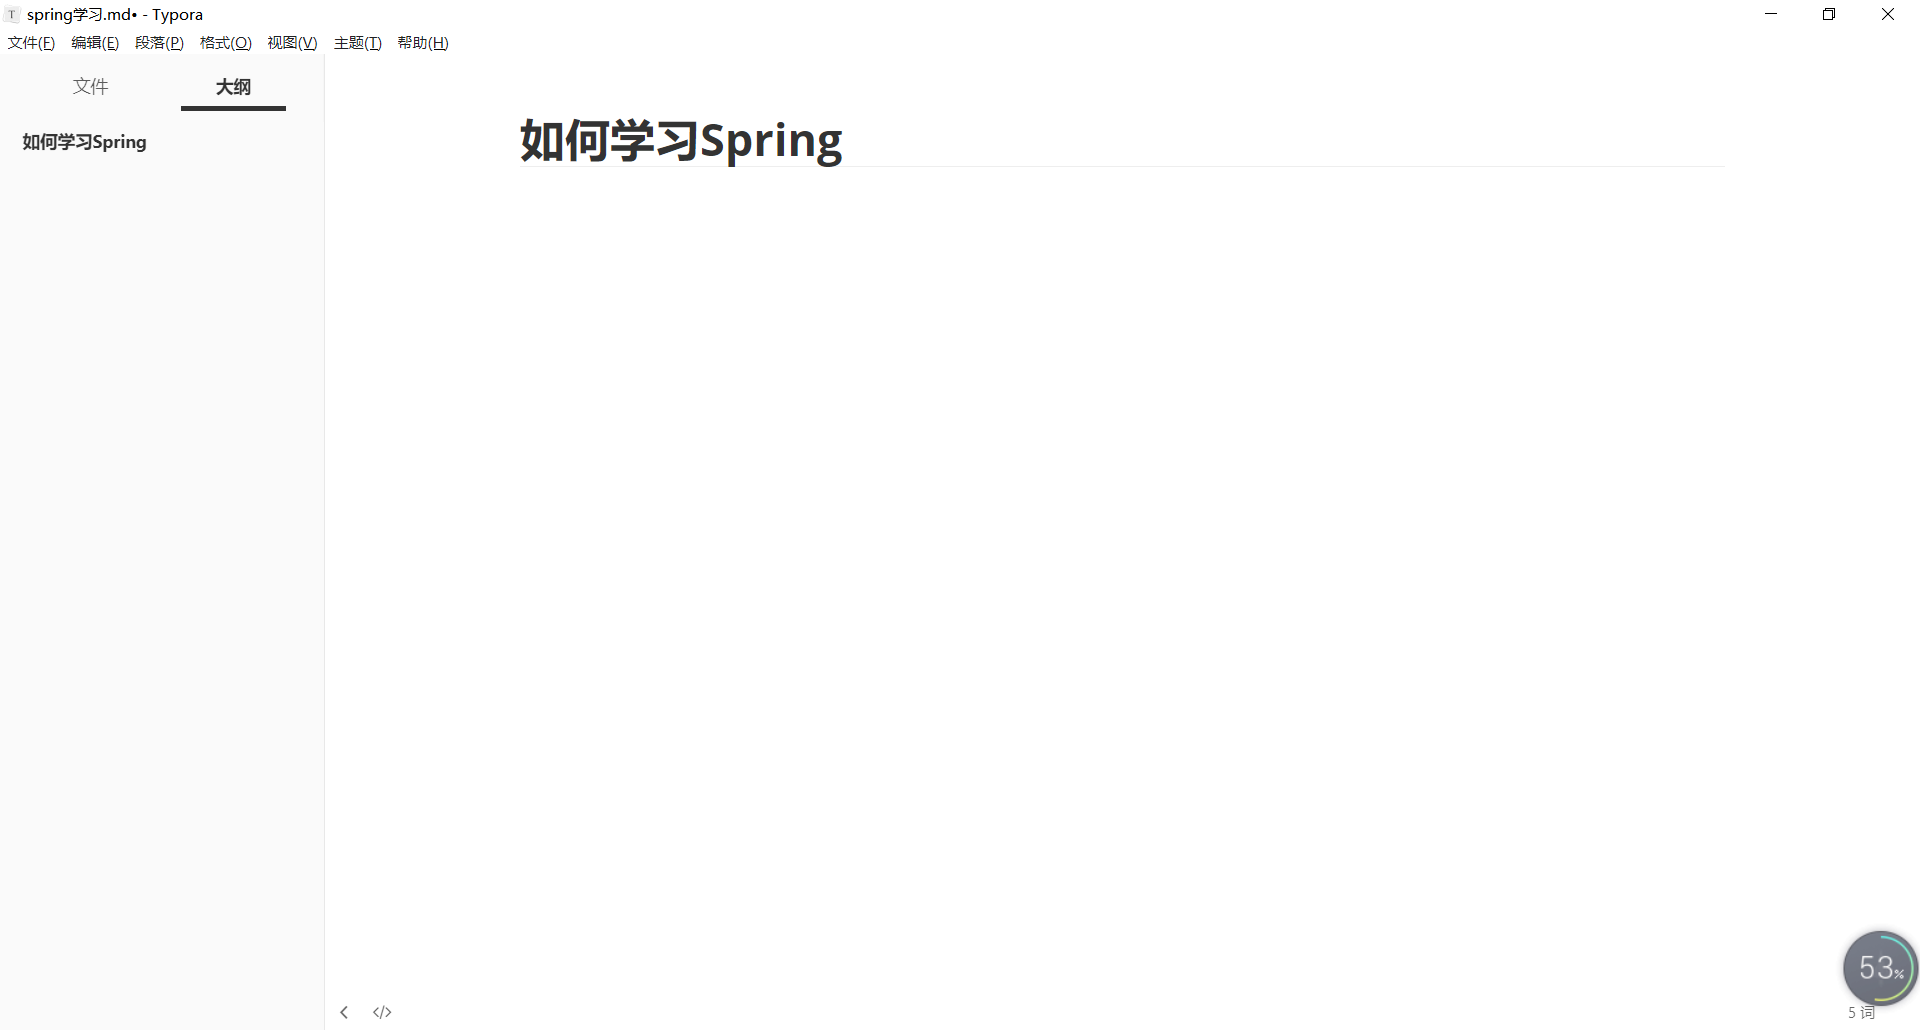 T spring学习.md• - Typora
文件(F) 编辑(E) 段落(P) 格式(O) 视图(V) 主题(T) 帮助(H)
文件 大纲
如何学习Spring
如何学习Spring
53%
</> 5 词